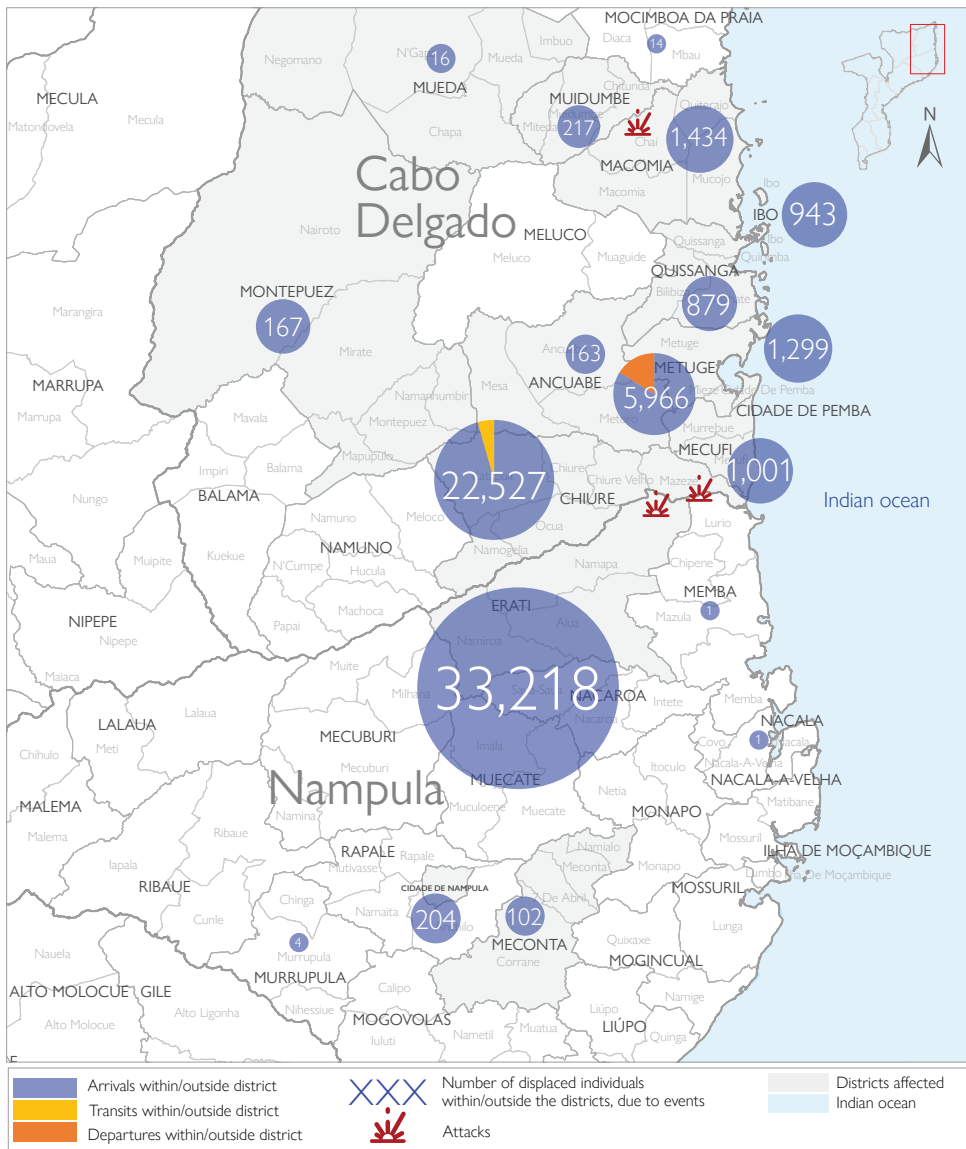 MOCIMBOA DA PRAIA
Diaca
14
Mbau
Negomano
Imbuo
Mueda
16
MUEDA
N
MECULA
Matondovela
Mecula
Chapa
MUIDUMBE
Chitunda
217
Chai
Quiterajo
1,434
MACOMIA
Macomia
Mucojo
Cabo
Delgado
Nairoto
MELUCO
Meluco
Muaguide
Ibo
IBO
943
Ibo
Quissanga
QUISSANGA
879
MONTEPUEZ
167
Marangira
Mirate
163
ANCUABE
Metuge
METUGE
5,966
1,299
CIDADE DE PEMBA
MARRUPA
Marrupa
Mavala
Namanhumbir
Mesa
Montepuez
Murrebue
MECUFI
1,001
Mapupulo
Impiri
Balama
BALAMA
22,527
Chiure
CHIURE
Chiure Velho
Mazeze
Indian ocean
Nungo
Namuno
Meloco
Ocua
Lurio
NAMUNO
Maua
Muipite
Kuekue
N'Cumpe
Hucula
Namogelia
Namapa
Chipene
MEMBA
1
Mazula
NIPEPE
Nipepe
Machoca
Papai
ERATI
Alua
Namiroa
Maiaca
Muite
Milhana
33,218
NACAROA
Nacaroa
Intete
Memba
LALAUA
Lalaua
Meti
Chihulo
MECUBURI
Mecuburi
Imala
NACALA
Covo
1
Nacala-A-Velha
NACALA-A-VELHA
Itoculo
MUECATE
Nampula
MALEMA
Malema
Namina
Muculoene
Muecate
Netia
MONAPO
Matibane
Ribaue
RAPALE
Rapale
Mutivasse
Namialo
Meconta
Monapo
Mossuril
ILHA DE MOÇAMBIQUE
Iapala
RIBAUE
CIDADE DE NAMPULA
7 De Abril
MOSSURIL
Lumbo
Ilha De Moçambique
Cunle
Chinga
Namaita
204
102
MECONTA
Corrane
Quixaxe
Lunga
Nauela
4
Murrupula
MURRUPULA
MOGINCUAL
ALTO MOLOCUE
GILE
Alto Molocue
Alto Ligonha
Nihessiue
Calipo
MOGOVOLAS
Iuluti
Nametil
Muatua
Liúpo
LIÚPO
Namige
Quinga
Arrivals within/outside district
Transits within/outside district
Departures within/outside district
XXX
Number of displaced individuals
within/outside the districts, due to events
Attacks
Districts affected
Indian ocean